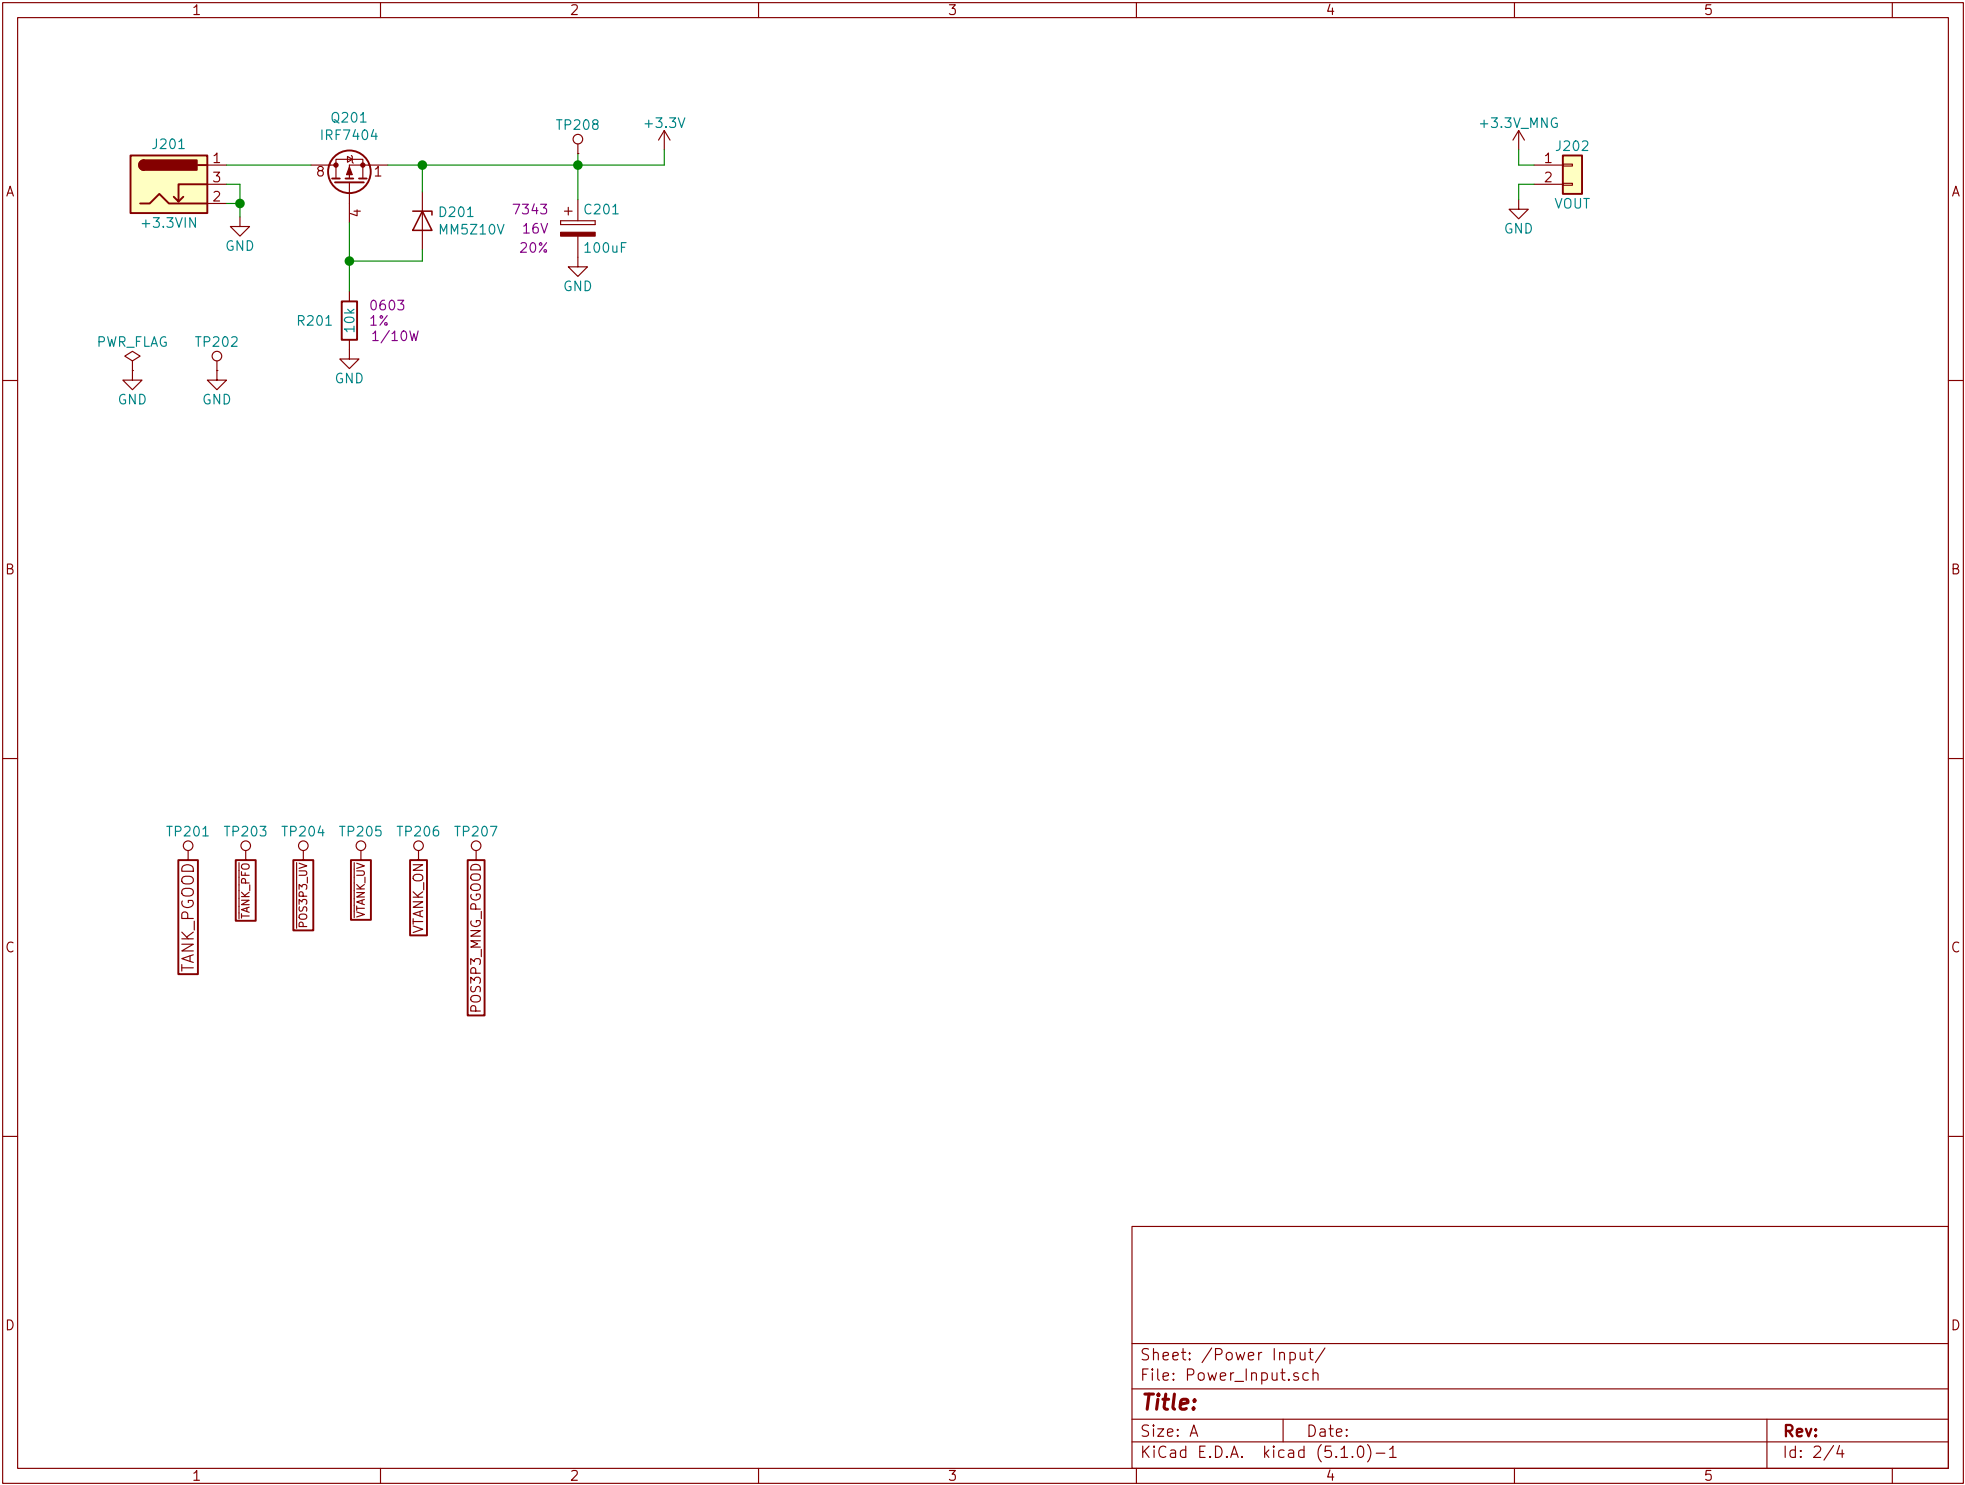 1 2 3 4 5
A A
B B
C C
D D
J201
1
3
2
+3.3VIN
GND
Q201
IRF7404
8
1
4
D201
MM5Z10V
R201
10k
0603
1%
1/10W
GND
TP208
7343
16V
20%
+
C201
100uF
GND
+3.3V
+3.3V_MNG
J202
1
2
VOUT
GND
PWR_FLAG
GND
TP202
GND
TP201 TP203 TP204 TP205 TP206 TP207
TANK_PGOOD
TANK_PFO
POS3P3_UV
VTANK_UV
VTANK_ON
POS3P3_MNG_PGOOD
Sheet: /Power Input/
File: Power_Input.sch
Title:
Size: A Date: Rev:
KiCad E.D.A. kicad (5.1.0)-1 Id: 2/4
1 2 3 4 5